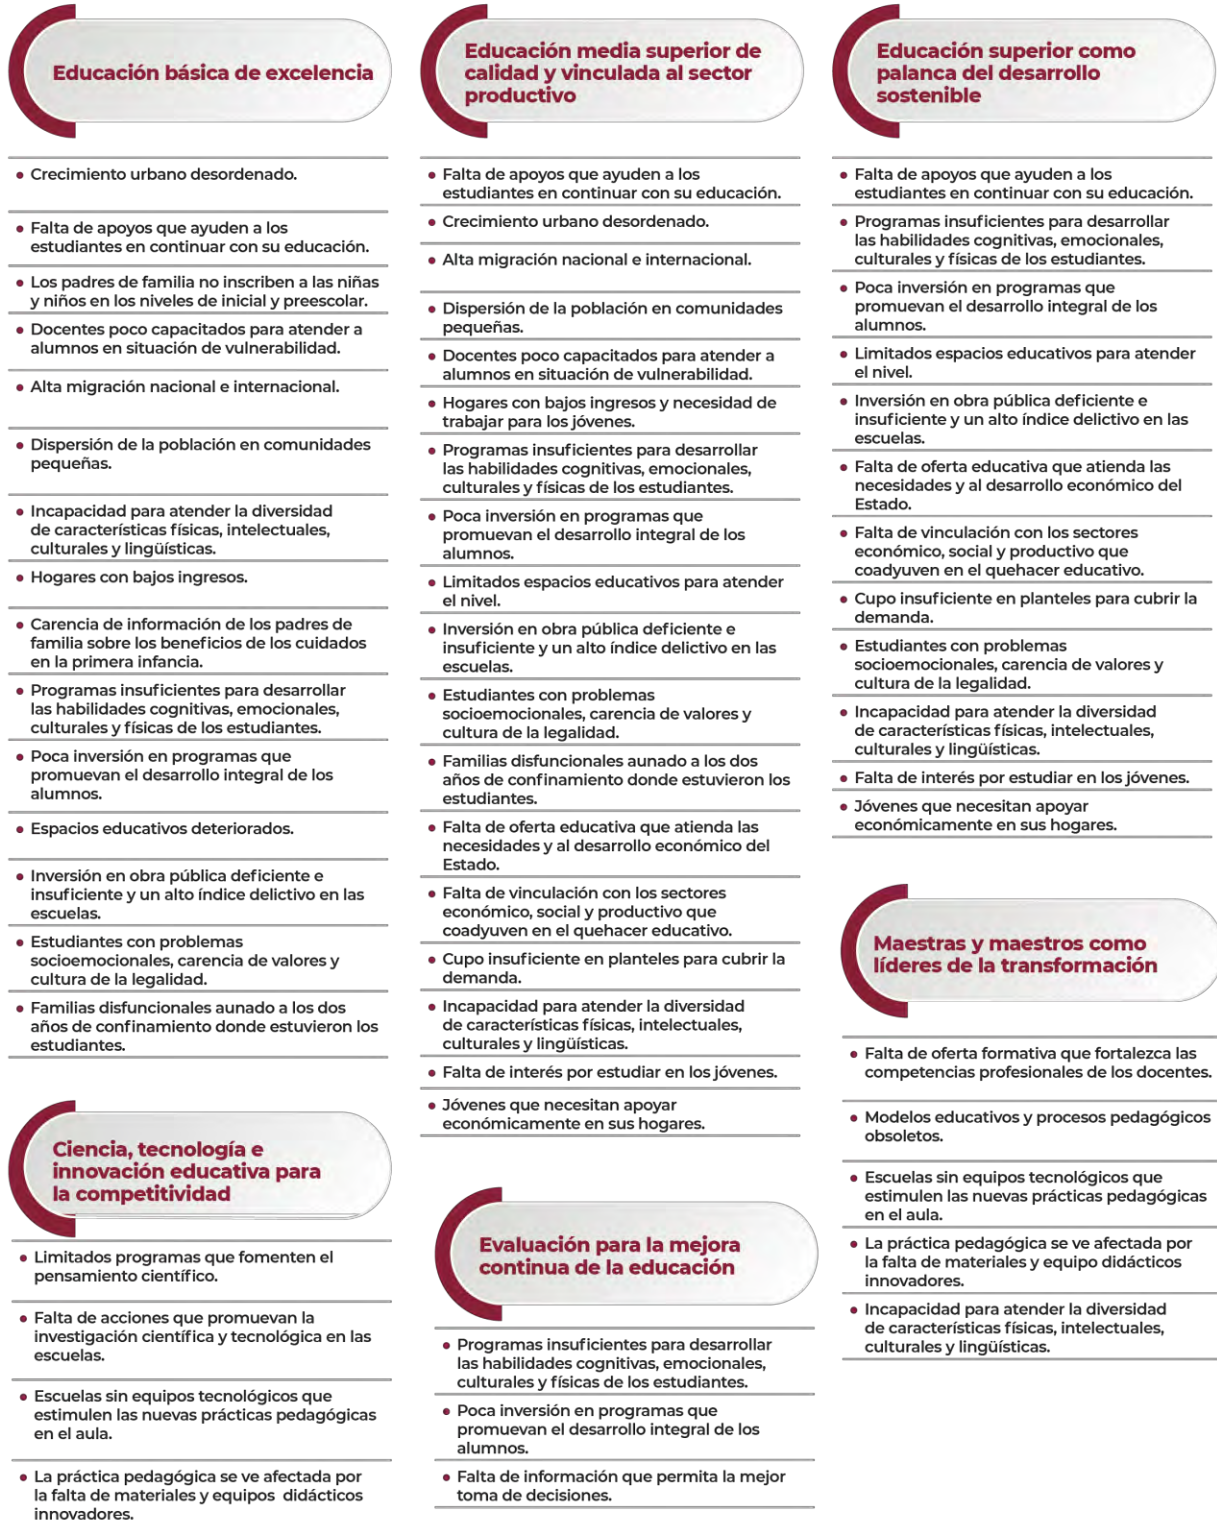 Educación básica de excelencia
• Crecimiento urbano desordenado.
• Falta de apoyos que ayuden a los
estudiantes en continuar con su educación.
• Los padres de familia no inscriben a las niñas
y niños en los niveles de inicial y preescolar.
• Docentes poco capacitados para atender a
alumnos en situación de vulnerabilidad.
• Alta migración nacional e internacional.
• Dispersión de la población en comunidades
pequeñas.
• Incapacidad para atender la diversidad
de características físicas, intelectuales,
culturales y lingüísticas.
• Hogares con bajos ingresos.
• Carencia de información de los padres de
familia sobre los beneficios de los cuidados
en la primera infancia.
• Programas insuficientes para desarrollar
las habilidades cognitivas, emocionales,
culturales y físicas de los estudiantes.
• Poca inversión en programas que
promuevan el desarrollo integral de los
alumnos.
• Espacios educativos deteriorados.
• Inversión en obra pública deficiente e
insuficiente y un alto índice delictivo en las
escuelas.
• Estudiantes con problemas
socioemocionales, carencia de valores y
cultura de la legalidad.
• Familias disfuncionales aunado a los dos
años de confinamiento donde estuvieron los
estudiantes.
Ciencia, tecnología e
innovación educativa para
la competitividad
• Limitados programas que fomenten el
pensamiento científico.
• Falta de acciones que promuevan la
investigación científica y tecnológica en las
escuelas.
• Escuelas sin equipos tecnológicos que
estimulen las nuevas prácticas pedagógicas
en el aula.
• La práctica pedagógica se ve afectada por
la falta de materiales y equipos didácticos
innovadores.
Educación media superior de
calidad y vinculada al sector
productivo
• Falta de apoyos que ayuden a los
estudiantes en continuar con su educación.
• Crecimiento urbano desordenado.
• Alta migración nacional e internacional.
• Dispersión de la población en comunidades
pequeñas.
• Docentes poco capacitados para atender a
alumnos en situación de vulnerabilidad.
• Hogares con bajos ingresos y necesidad de
trabajar para los jóvenes.
• Programas insuficientes para desarrollar
las habilidades cognitivas, emocionales,
culturales y físicas de los estudiantes.
• Poca inversión en programas que
promuevan el desarrollo integral de los
alumnos.
• Limitados espacios educativos para atender
el nivel.
• Inversión en obra pública deficiente e
insuficiente y un alto índice delictivo en las
escuelas.
• Estudiantes con problemas
socioemocionales, carencia de valores y
cultura de la legalidad.
• Familias disfuncionales aunado a los dos
años de confinamiento donde estuvieron los
estudiantes.
• Falta de oferta educativa que atienda las
necesidades y al desarrollo económico del
Estado.
• Falta de vinculación con los sectores
económico, social y productivo que
coadyuven en el quehacer educativo.
• Cupo insuficiente en planteles para cubrir la
demanda.
• Incapacidad para atender la diversidad
de características físicas, intelectuales,
culturales y lingüísticas.
• Falta de interés por estudiar en los jóvenes.
• Jóvenes que necesitan apoyar
económicamente en sus hogares.
Evaluación para la mejora
continua de la educación
• Programas insuficientes para desarrollar
las habilidades cognitivas, emocionales,
culturales y físicas de los estudiantes.
• Poca inversión en programas que
promuevan el desarrollo integral de los
alumnos.
• Falta de información que permita la mejor
toma de decisiones.
Educación superior como
palanca del desarrollo
sostenible
• Falta de apoyos que ayuden a los
estudiantes en continuar con su educación.
• Programas insuficientes para desarrollar
las habilidades cognitivas, emocionales,
culturales y físicas de los estudiantes.
• Poca inversión en programas que
promuevan el desarrollo integral de los
alumnos.
• Limitados espacios educativos para atender
el nivel.
• Inversión en obra pública deficiente e
insuficiente y un alto índice delictivo en las
escuelas.
• Falta de oferta educativa que atienda las
necesidades y al desarrollo económico del
Estado.
• Falta de vinculación con los sectores
económico, social y productivo que
coadyuven en el quehacer educativo.
• Cupo insuficiente en planteles para cubrir la
demanda.
• Estudiantes con problemas
socioemocionales, carencia de valores y
cultura de la legalidad.
• Incapacidad para atender la diversidad
de características físicas, intelectuales,
culturales y lingüísticas.
• Falta de interés por estudiar en los jóvenes.
• Jóvenes que necesitan apoyar
económicamente en sus hogares.
Maestras y maestros como
líderes de la transformación
• Falta de oferta formativa que fortalezca las
competencias profesionales de los docentes.
• Modelos educativos y procesos pedagógicos
obsoletos.
• Escuelas sin equipos tecnológicos que
estimulen las nuevas prácticas pedagógicas
en el aula.
• La práctica pedagógica se ve afectada por
la falta de materiales y equipo didácticos
innovadores.
• Incapacidad para atender la diversidad
de características físicas, intelectuales,
culturales y lingüísticas.